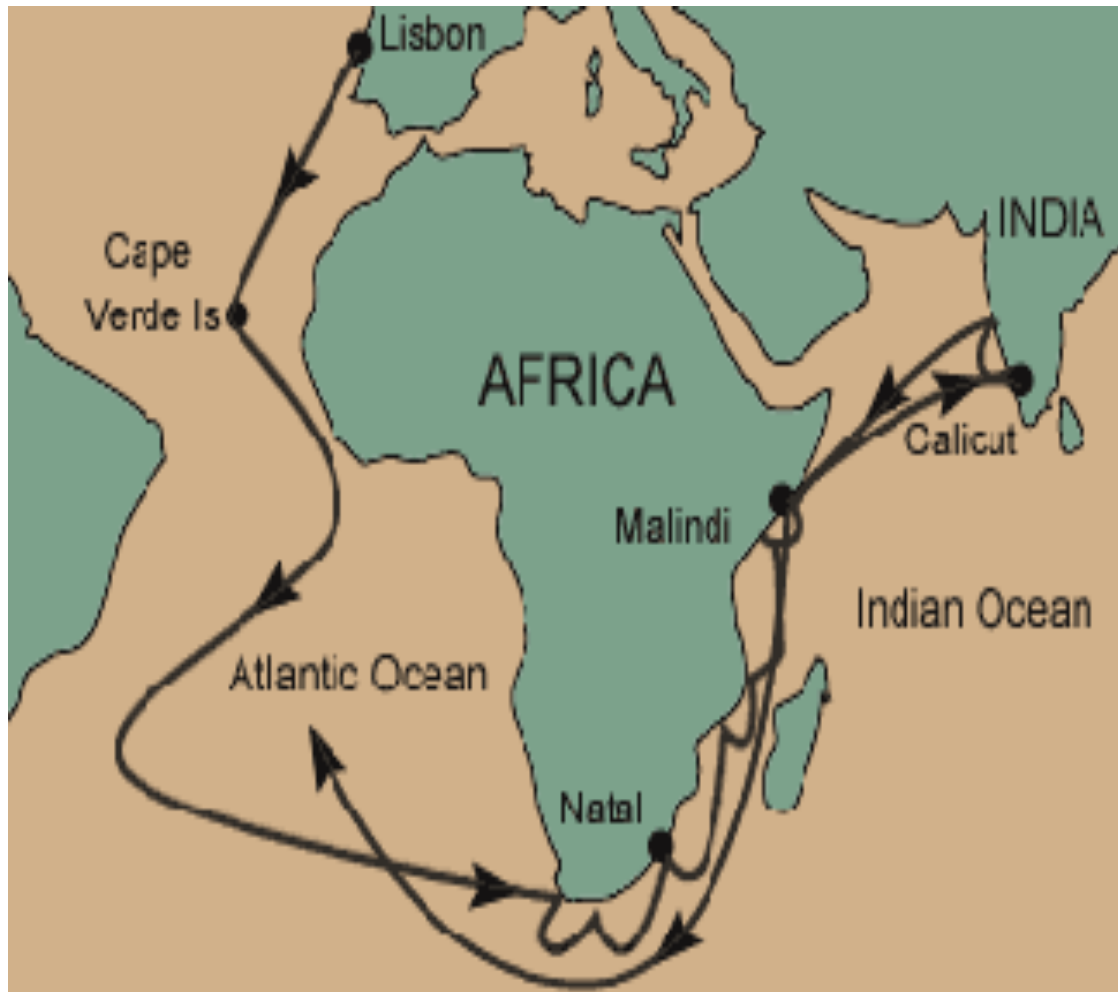 Lisbon
INDIA
Cape
Verde Is
AFRICA
Calicut
Malindi
Indian Ocean
Atlantic Ocean
Natal